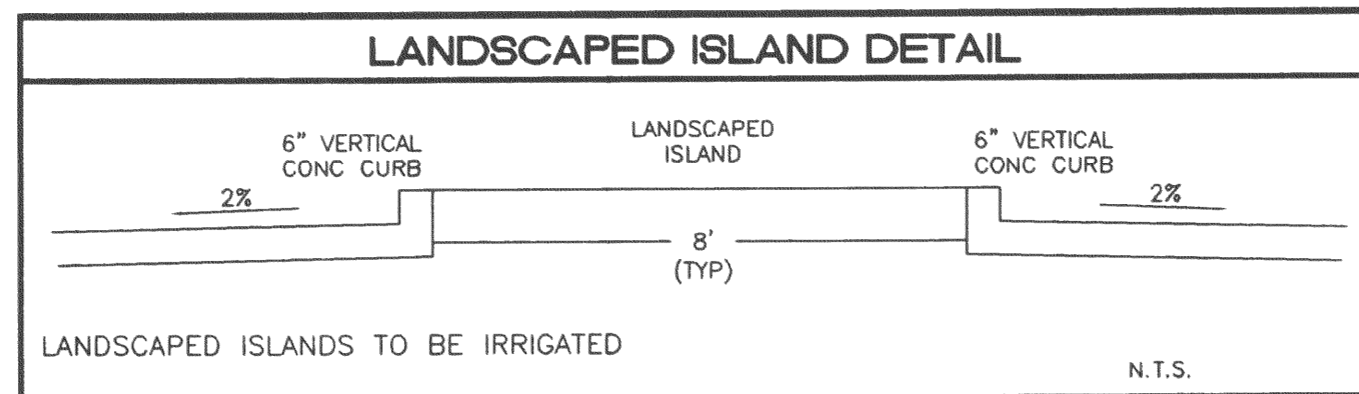 LANDSCAPED ISLAND DETAIL
6" VERTICAL
CONC CURB
LANDSCAPED
ISLAND
6" VERTICAL
CONC CURB
2%
2%
8'
(TYP)
LANDSCAPED ISLANDS TO BE IRRIGATED
N.T.S.